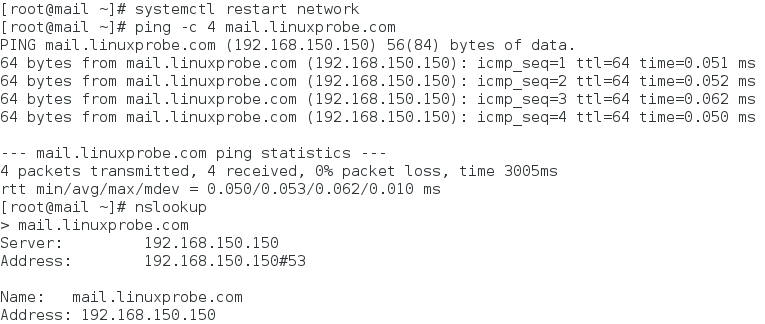 [root@mail ~]# systemctl restart network
[root@mail ~]# ping -c 4 mail.linuxprobe.com
PING mail.linuxprobe.com (192.168.150.150) 56(84) bytes of data.
64 bytes from mail.linuxprobe.com (192.168.150.150): icmp_seq=1 ttl=64 time=0.051 ms
64 bytes from mail.linuxprobe.com (192.168.150.150): icmp_seq=2 ttl=64 time=0.052 ms
64 bytes from mail.linuxprobe.com (192.168.150.150): icmp_seq=3 ttl=64 time=0.062 ms
64 bytes from mail.linuxprobe.com (192.168.150.150): icmp_seq=4 ttl=64 time=0.050 ms

--- mail.linuxprobe.com ping statistics ---
4 packets transmitted, 4 received, 0% packet loss, time 3005ms
rtt min/avg/max/mdev = 0.050/0.053/0.062/0.010 ms
[root@mail ~]# nslookup
> mail.linuxprobe.com
Server:         192.168.150.150
Address:        192.168.150.150#53

Name:   mail.linuxprobe.com
Address: 192.168.150.150